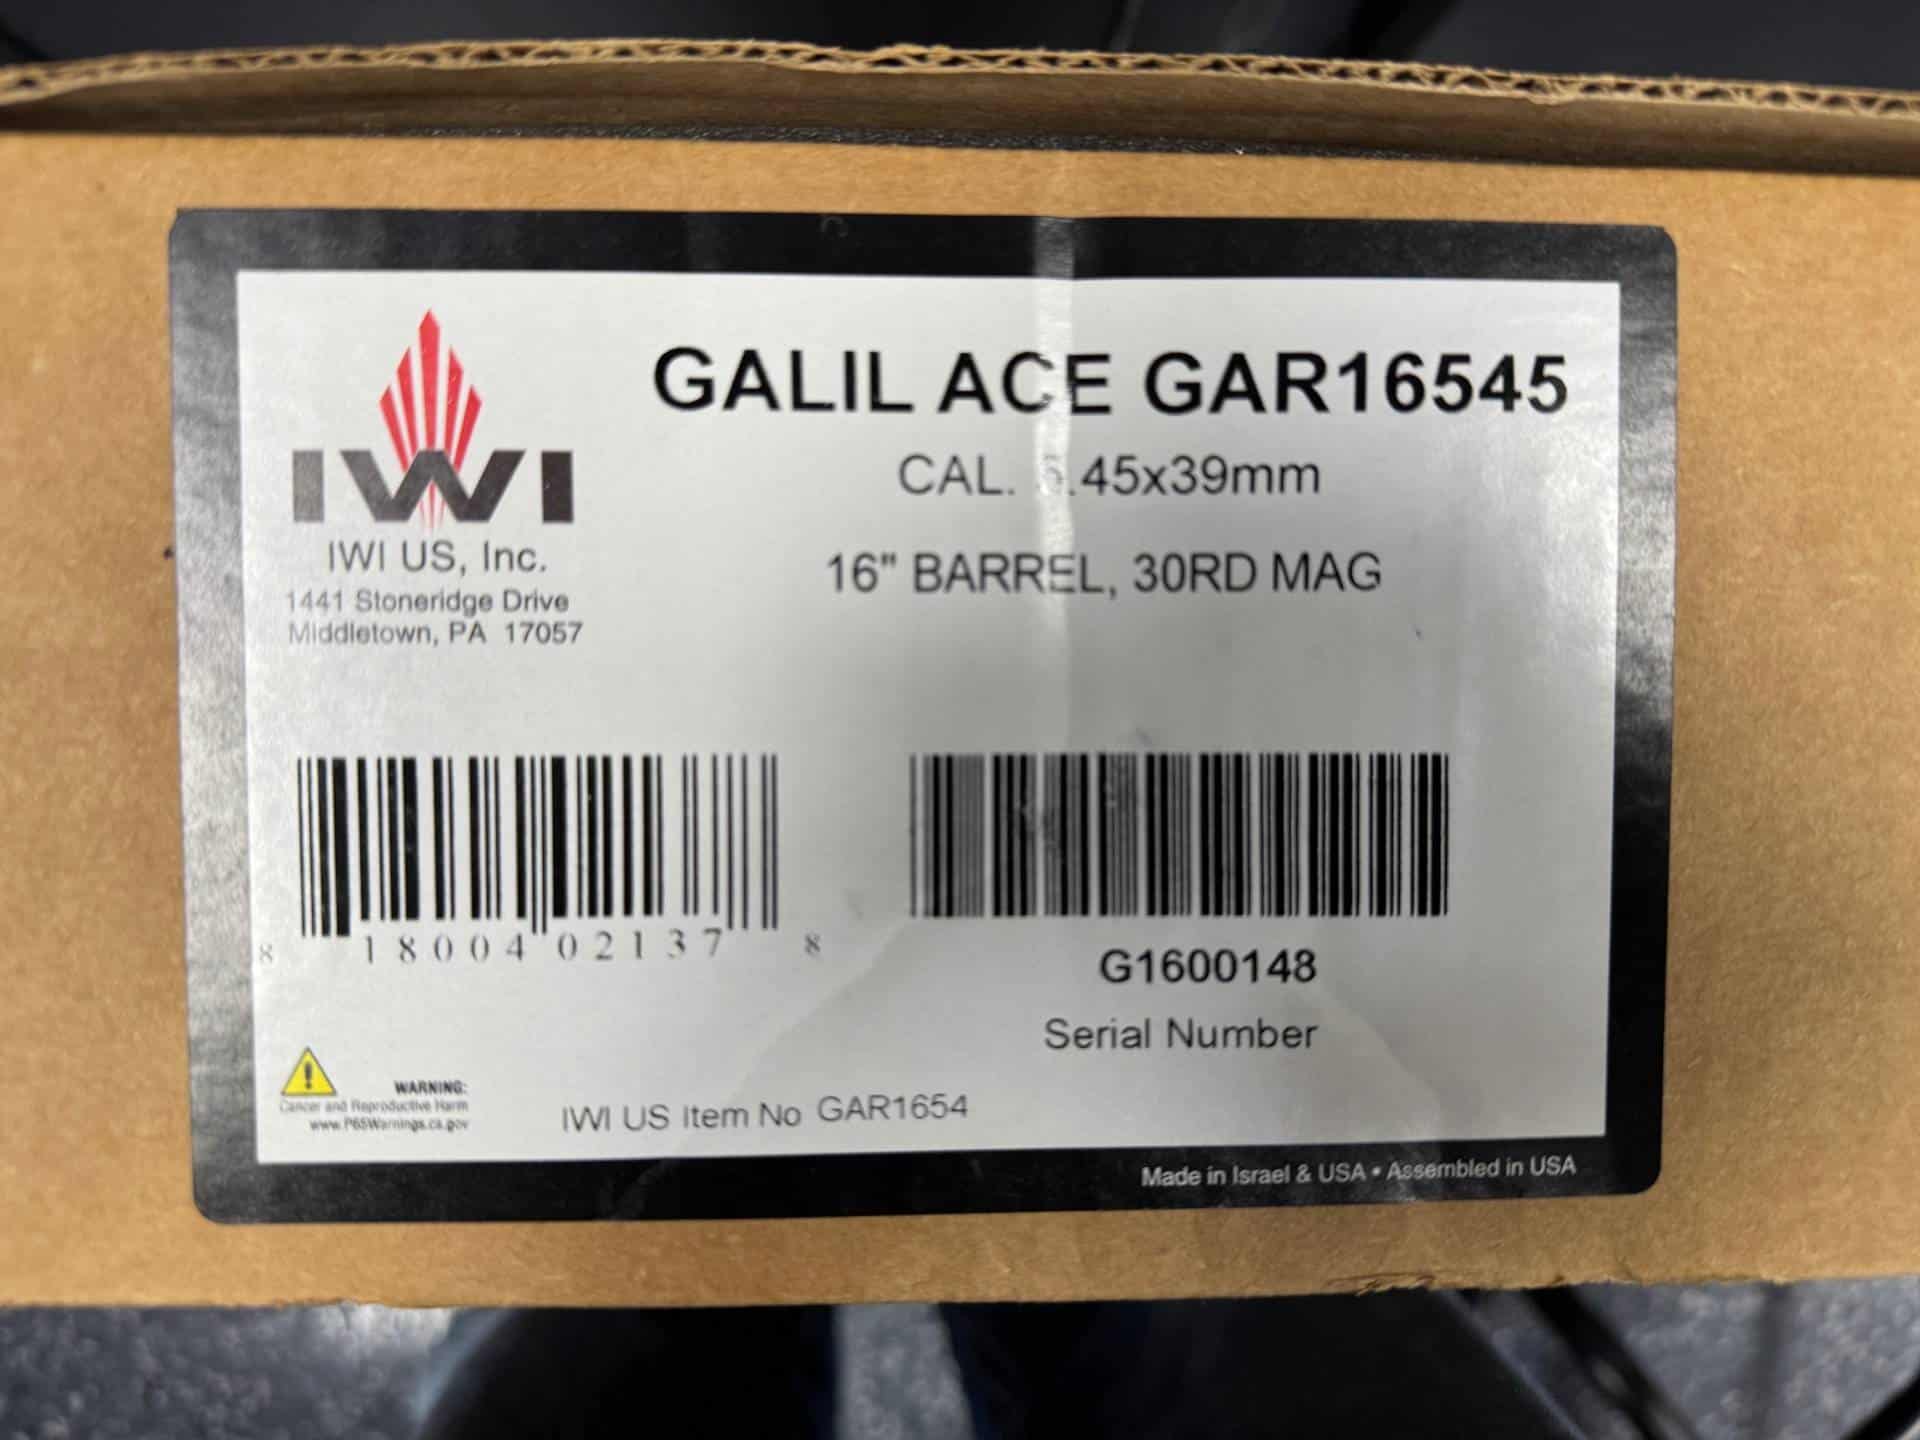 GALIL ACE GAR16545
CAL. .45x39mm
16" BARREL, 30RD MAG
IWI
IWI US, Inc.
1441 Stoneridge Drive
Middletown, PA 17057
8 18004 02137 8
G1600148
Serial Number
WARNING:
Cancer and Reproductive Harm
www.P65Warnings.ca.gov
IWI US Item No GAR1654
Made in Israel & USA • Assembled in USA